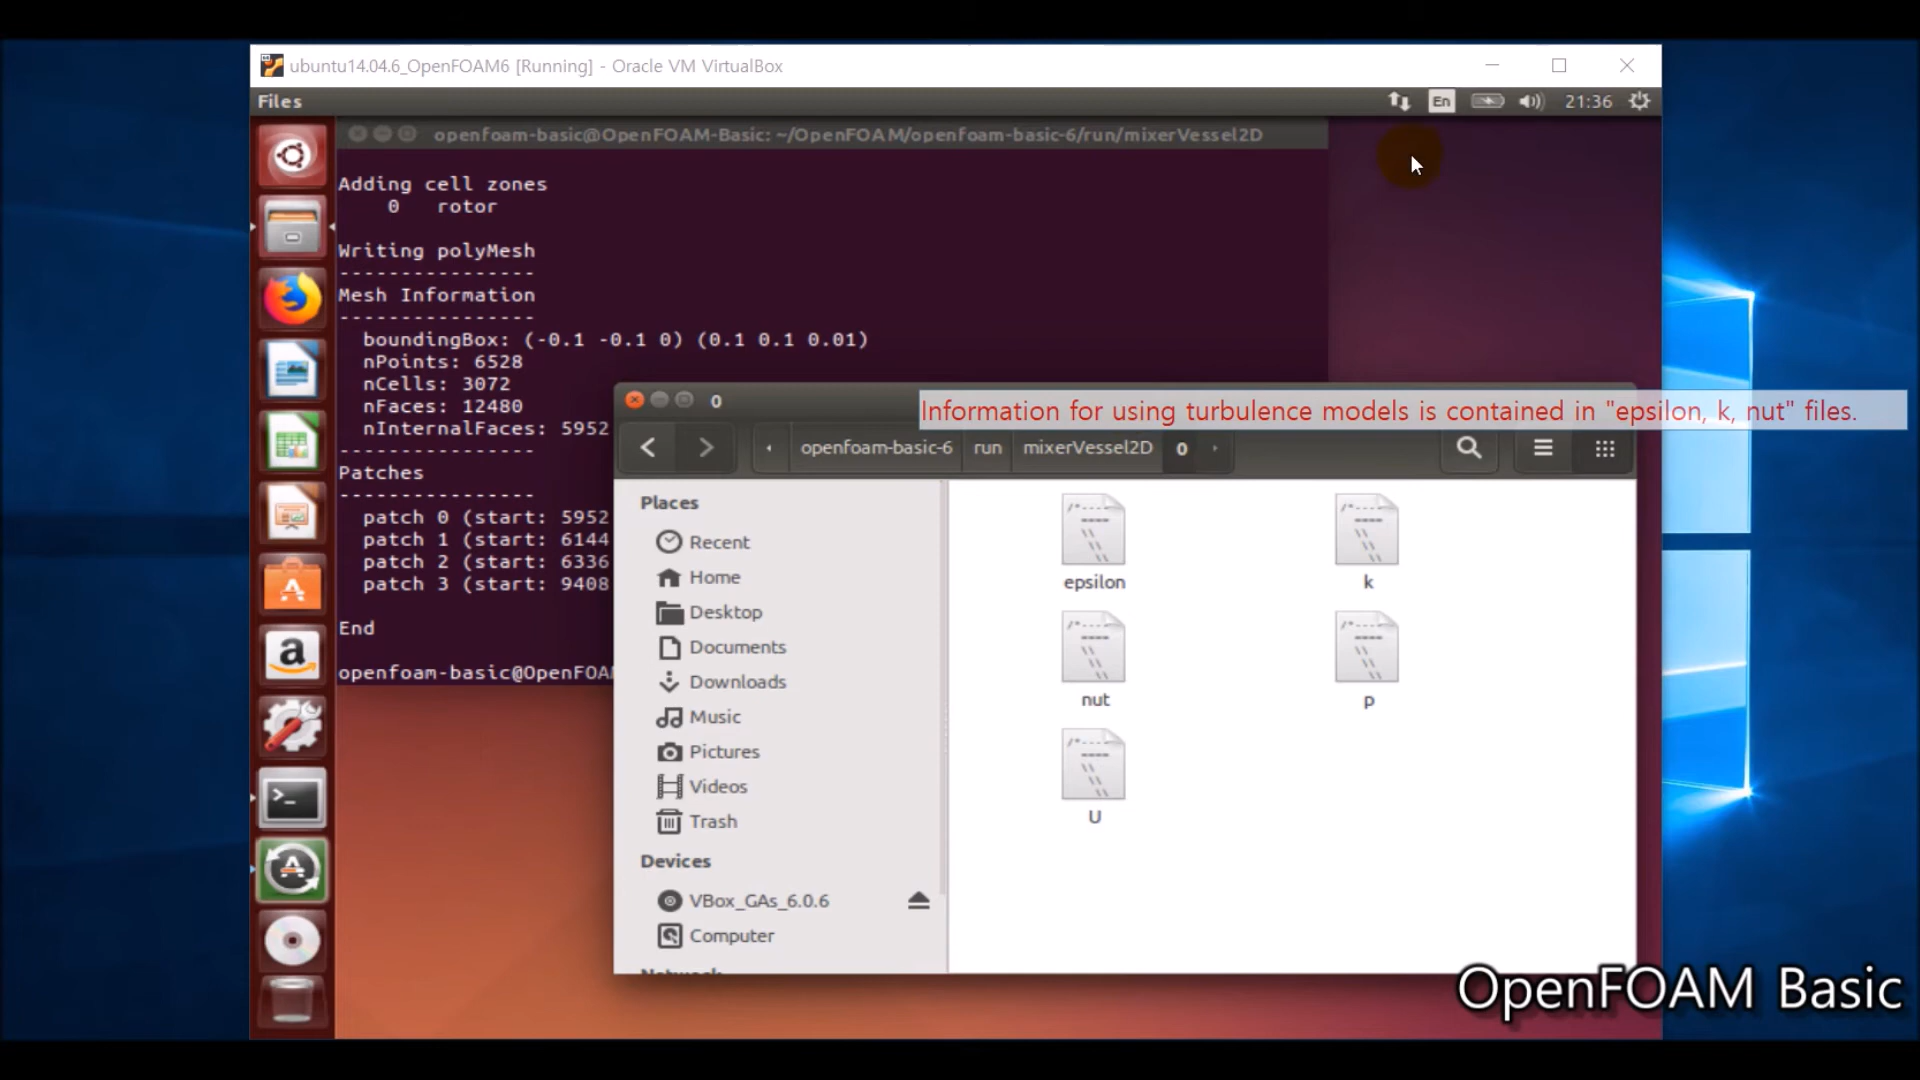 ubuntu14.04.6_OpenFOAM6 [Running] - Oracle VM VirtualBox
Files
En
21:36
openfoam-basic@OpenFOAM-Basic: ~/OpenFOAM/openfoam-basic-6/run/mixerVessel2D
Adding cell zones
0 rotor
Writing polyMesh
----------------
Mesh Information
----------------
boundingBox: (-0.1 -0.1 0) (0.1 0.1 0.01)
nPoints: 6528
nCells: 3072
nFaces: 12480
nInternalFaces: 5952
----------------
Patches
----------------
patch 0 (start: 5952
patch 1 (start: 6144
patch 2 (start: 6336
patch 3 (start: 9408
End
openfoam-basic@OpenFOA
0
Information for using turbulence models is contained in "epsilon, k, nut" files.
openfoam-basic-6 run mixerVessel2D 0
Places
Recent
Home
Desktop
Documents
Downloads
Music
Pictures
Videos
Trash
Devices
VBox_GAs_6.0.6
Computer
Network
epsilon
k
nut
p
U
OpenFOAM Basic